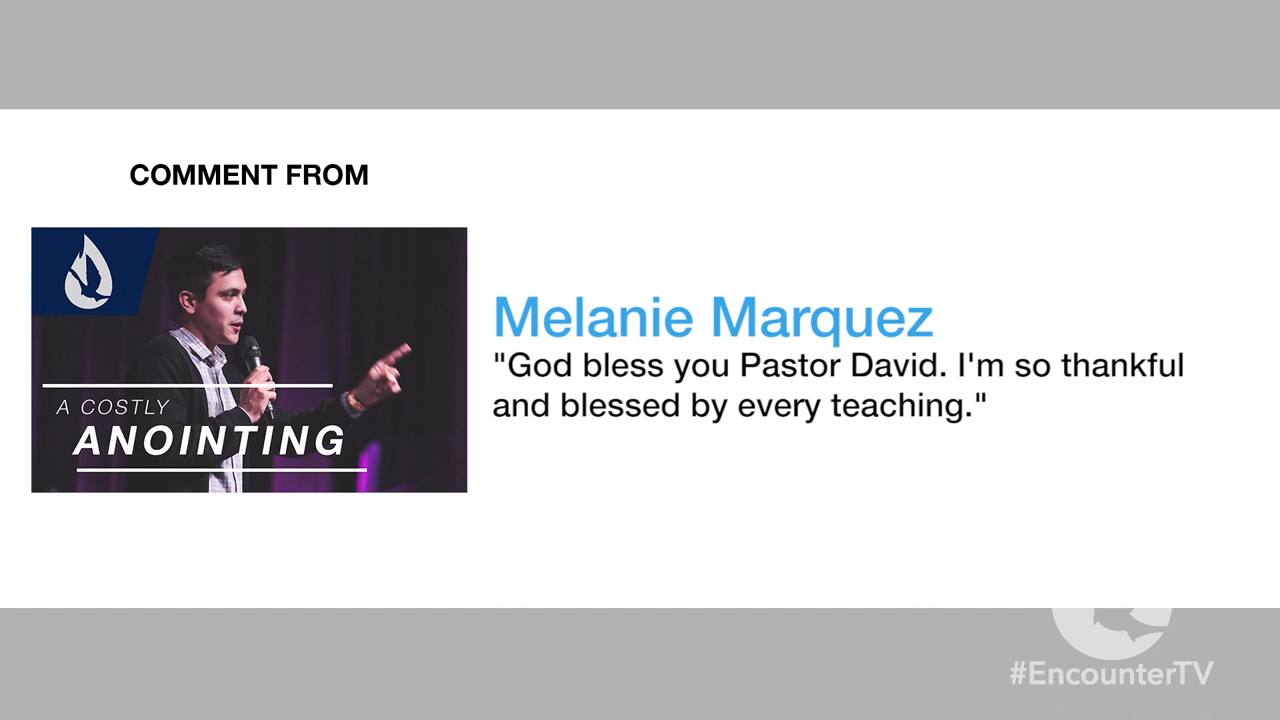 COMMENT FROM
A COSTLY
ANOINTING
Melanie Marquez
"God bless you Pastor David. I'm so thankful
and blessed by every teaching."
#EncounterTV